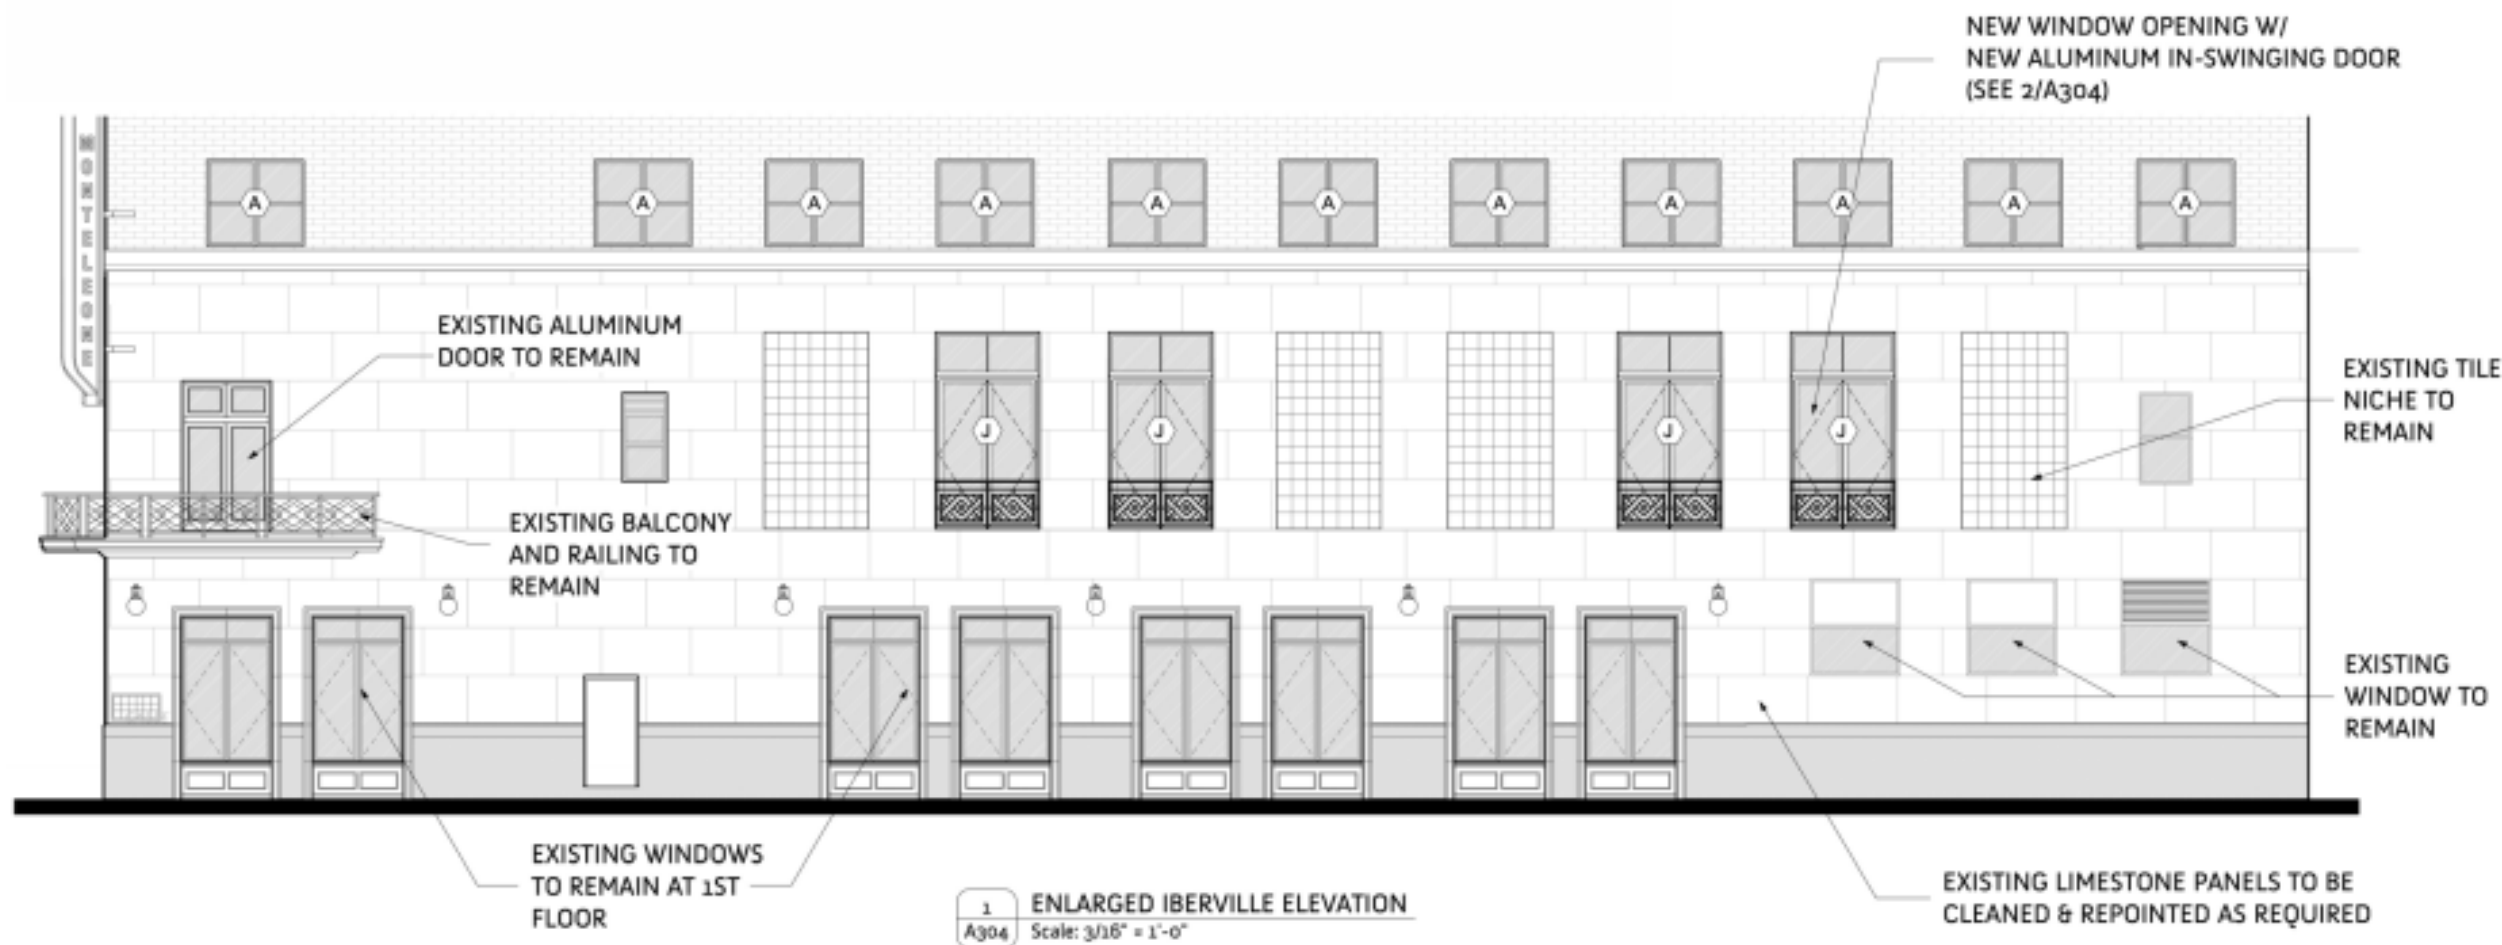 NEW WINDOW OPENING W/
NEW ALUMINUM IN-SWINGING DOOR
(SEE 2/A304)
MONTELEONE
A
A
A
A
A
A
A
A
A
A
A
EXISTING ALUMINUM
DOOR TO REMAIN
EXISTING TILE
NICHE TO
REMAIN
J
J
J
J
EXISTING BALCONY
AND RAILING TO
REMAIN
EXISTING
WINDOW TO
REMAIN
EXISTING WINDOWS
TO REMAIN AT 1ST
FLOOR
EXISTING LIMESTONE PANELS TO BE
CLEANED & REPOINTED AS REQUIRED
1
A304
ENLARGED IBERVILLE ELEVATION
Scale: 3/16" = 1'-0"